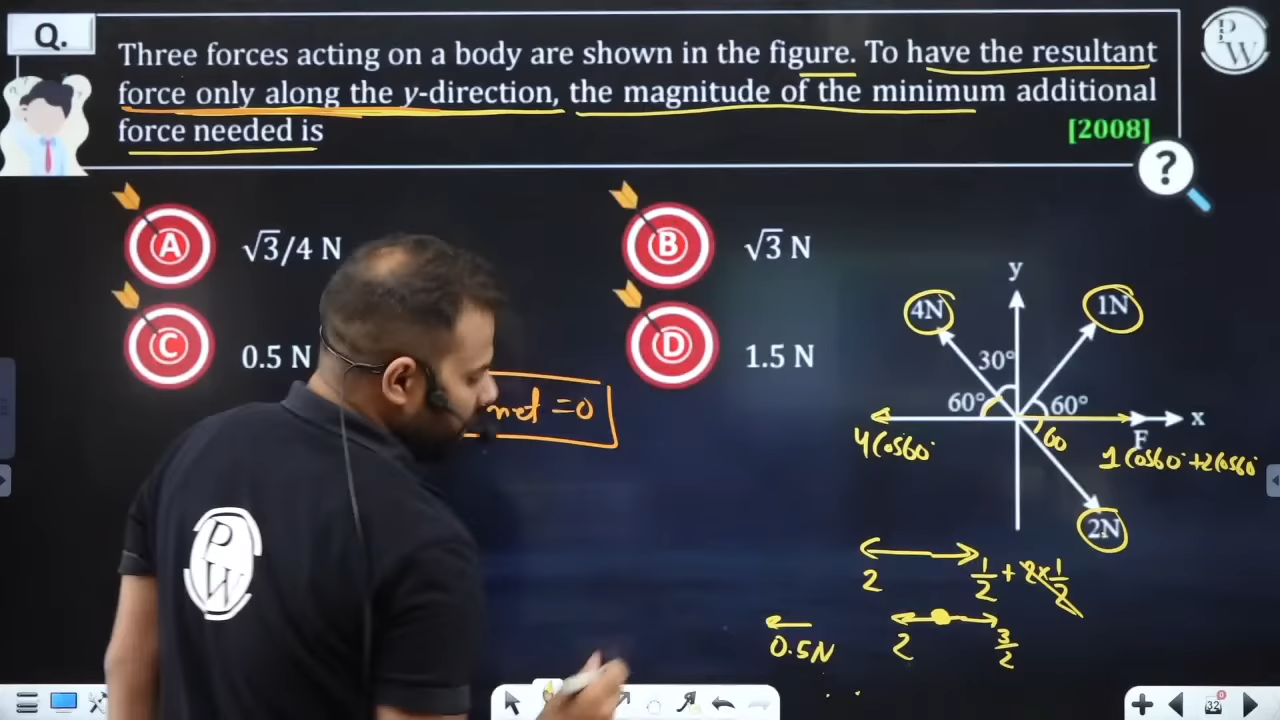 Q.
Three forces acting on a body are shown in the figure. To have the resultant
force only along the y-direction, the magnitude of the minimum additional
force needed is
[2008]
?
P
W
A
√3/4 N
B
√3 N
C
0.5 N
D
1.5 N
net = 0
y
4N
1N
30°
60°
60°
x
F
60
4 Cos60°
1 Cos60° + 2 Cos60°
2N
2
1/2 + 2×1/2
0.5N
2
3/2
P
W
32